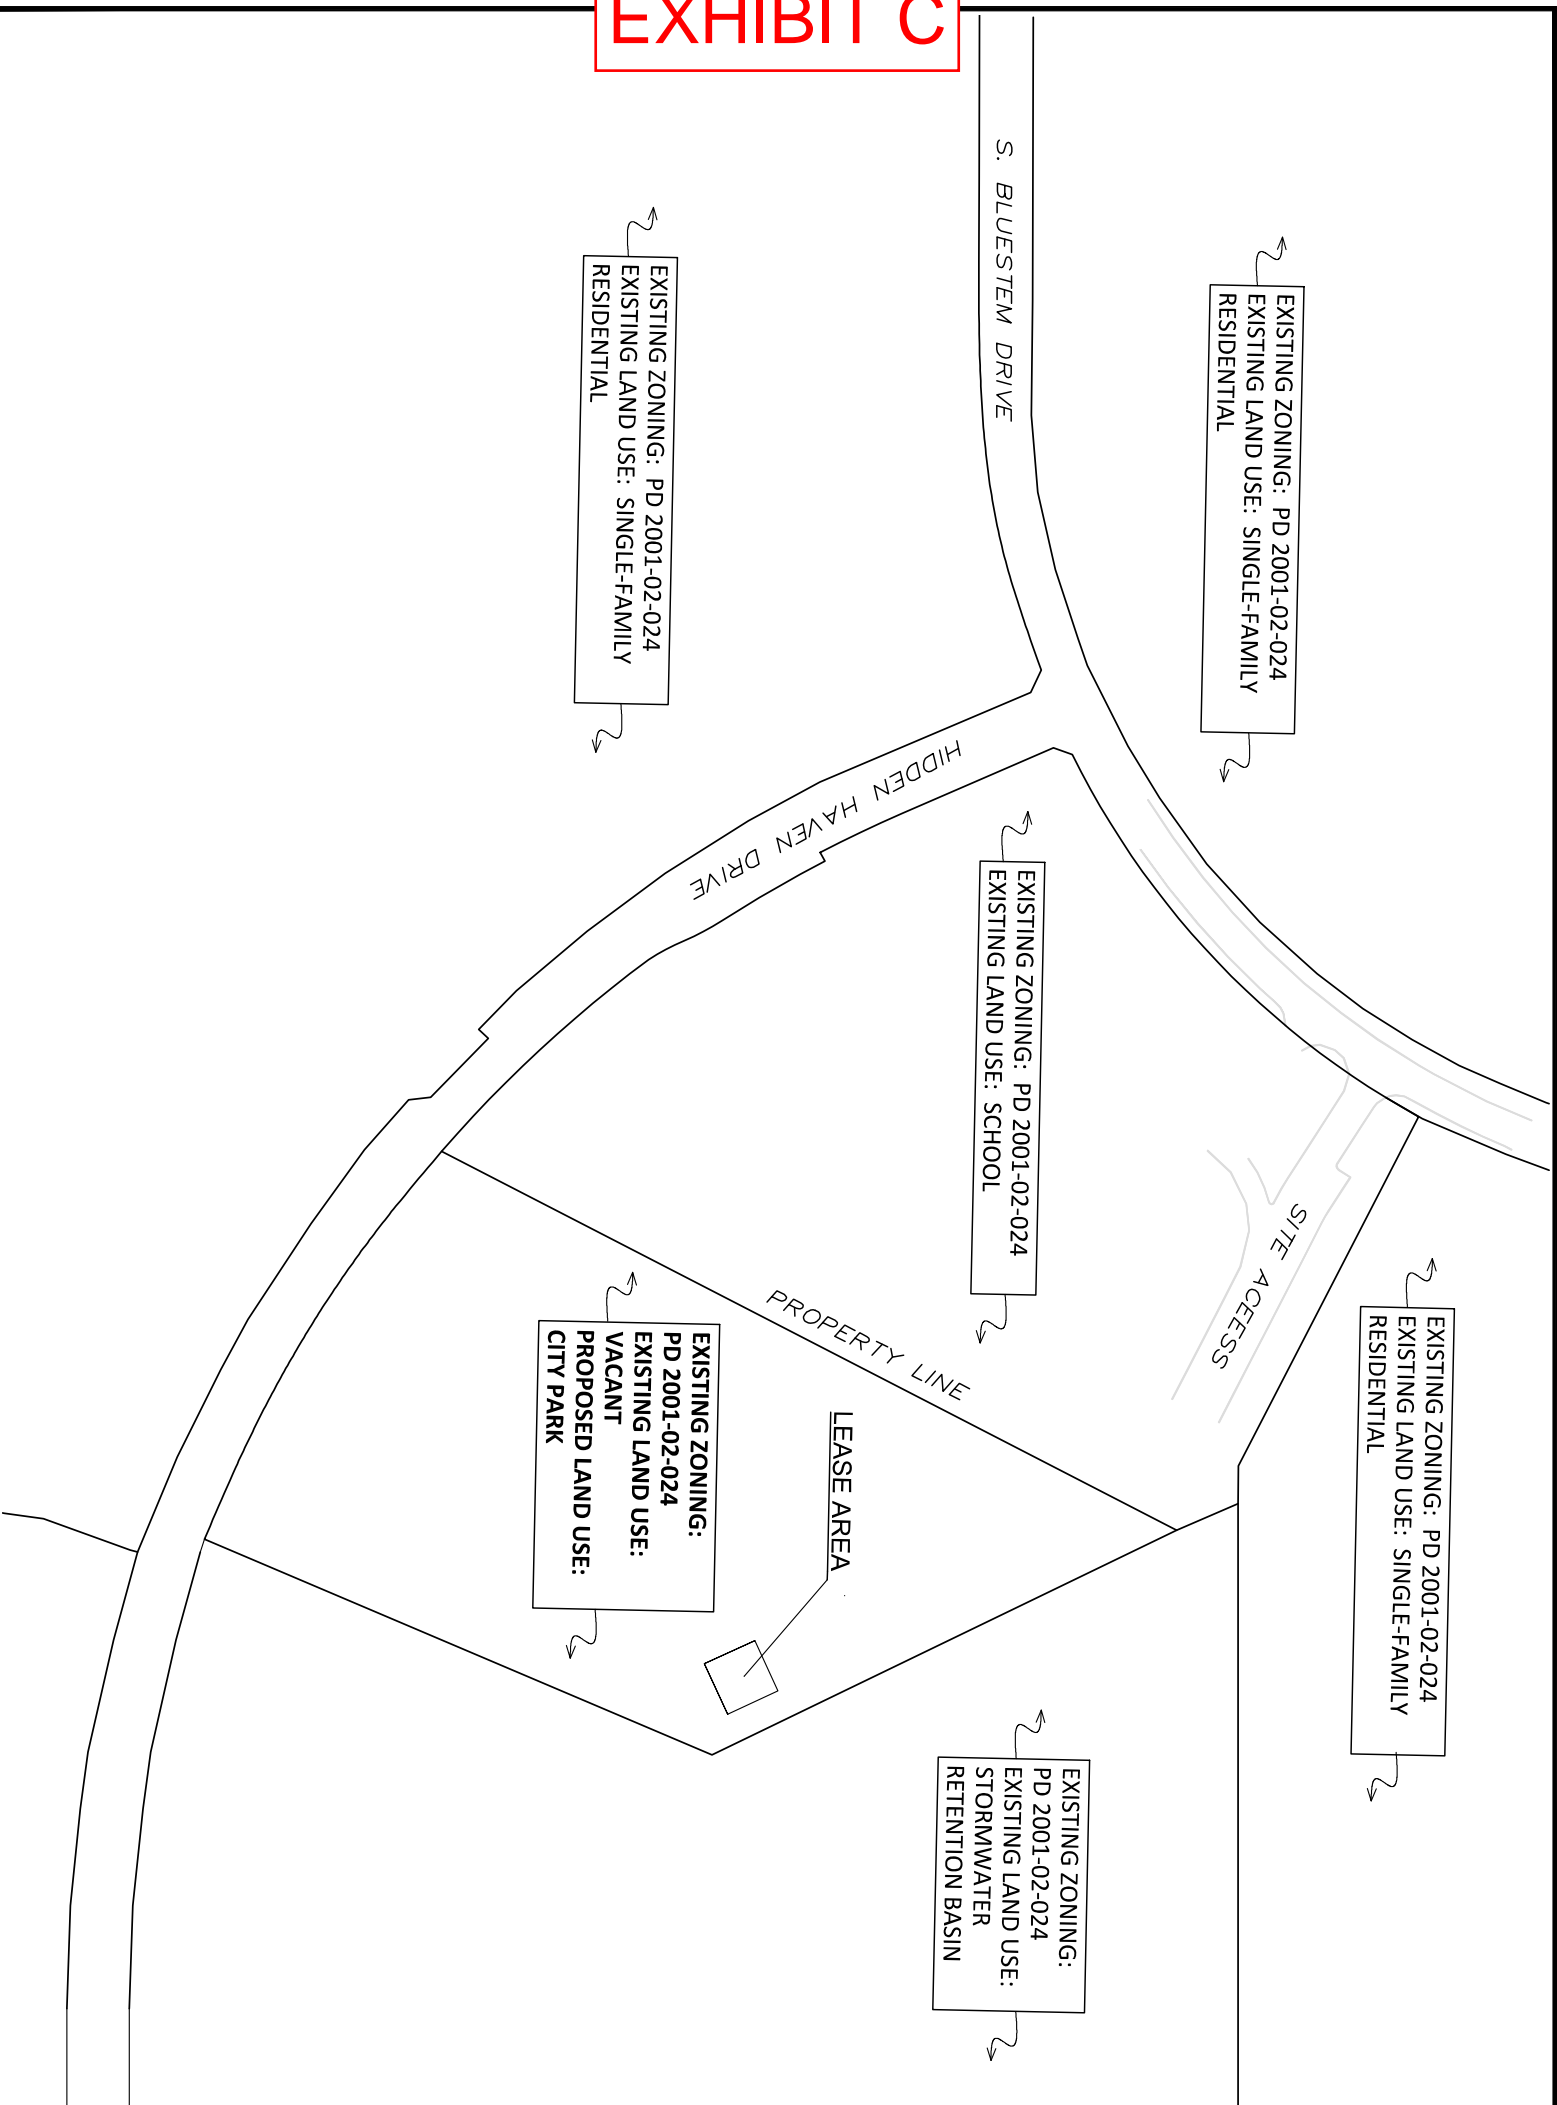 EXHIBIT C
S. BLUESTEM DRIVE
EXISTING ZONING: PD 2001-02-024
EXISTING LAND USE: SINGLE-FAMILY
RESIDENTIAL
EXISTING ZONING: PD 2001-02-024
EXISTING LAND USE: SINGLE-FAMILY
RESIDENTIAL
HIDDEN HAVEN DRIVE
EXISTING ZONING: PD 2001-02-024
EXISTING LAND USE: SCHOOL
SITE ACEESS
PROPERTY LINE
EXISTING ZONING: PD 2001-02-024
EXISTING LAND USE: SINGLE-FAMILY
RESIDENTIAL
LEASE AREA
EXISTING ZONING:
PD 2001-02-024
EXISTING LAND USE:
VACANT
PROPOSED LAND USE:
CITY PARK
EXISTING ZONING:
PD 2001-02-024
EXISTING LAND USE:
STORMWATER
RETENTION BASIN